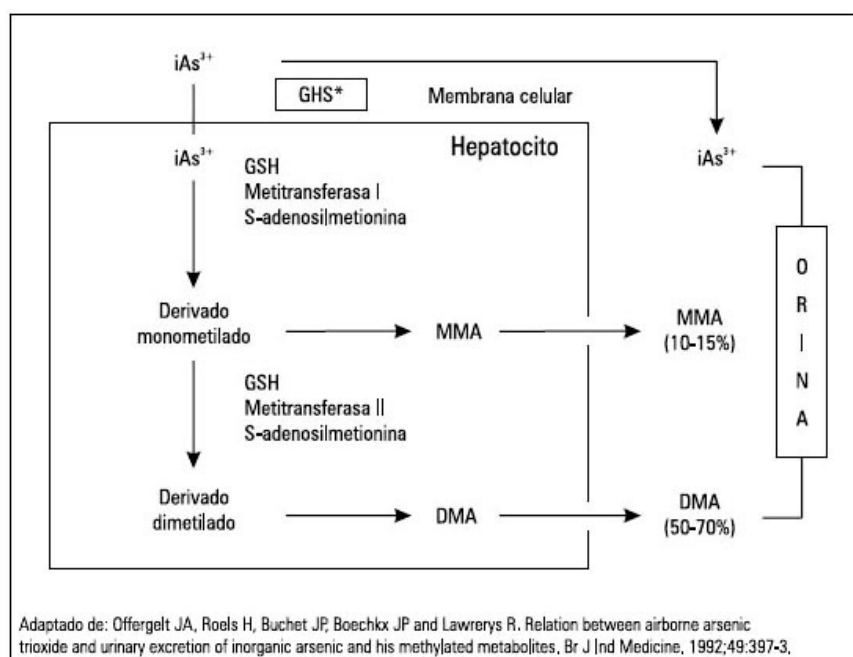 iAs³⁺
GHS*
Membrana celular
iAs³⁺
Hepatocito
iAs³⁺
GSH
Metitransferasa I
S-adenosilmetionina
Derivado
monometilado
MMA
MMA
(10-15%)
GSH
Metitransferasa II
S-adenosilmetionina
Derivado
dimetilado
DMA
DMA
(50-70%)
ORINA
Adaptado de: Offergelt JA, Roels H, Buchet JP, Boechkx JP and Lawrerys R. Relation between airborne arsenic
trioxide and urinary excretion of inorganic arsenic and his methylated metabolites, Br J Ind Medicine, 1992;49:397-3,